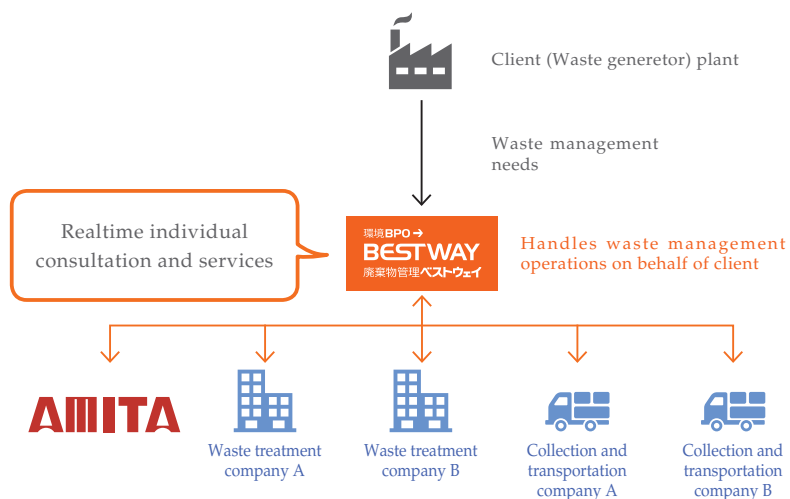 Client (Waste generetor) plant
Waste management
needs
Realtime individual
consultation and services
環境BPO→
BESTWAY
廃棄物管理ベストウェイ
Handles waste management
operations on behalf of client
AMITA
Waste treatment
company A
Waste treatment
company B
Collection and
transportation
company A
Collection and
transportation
company B